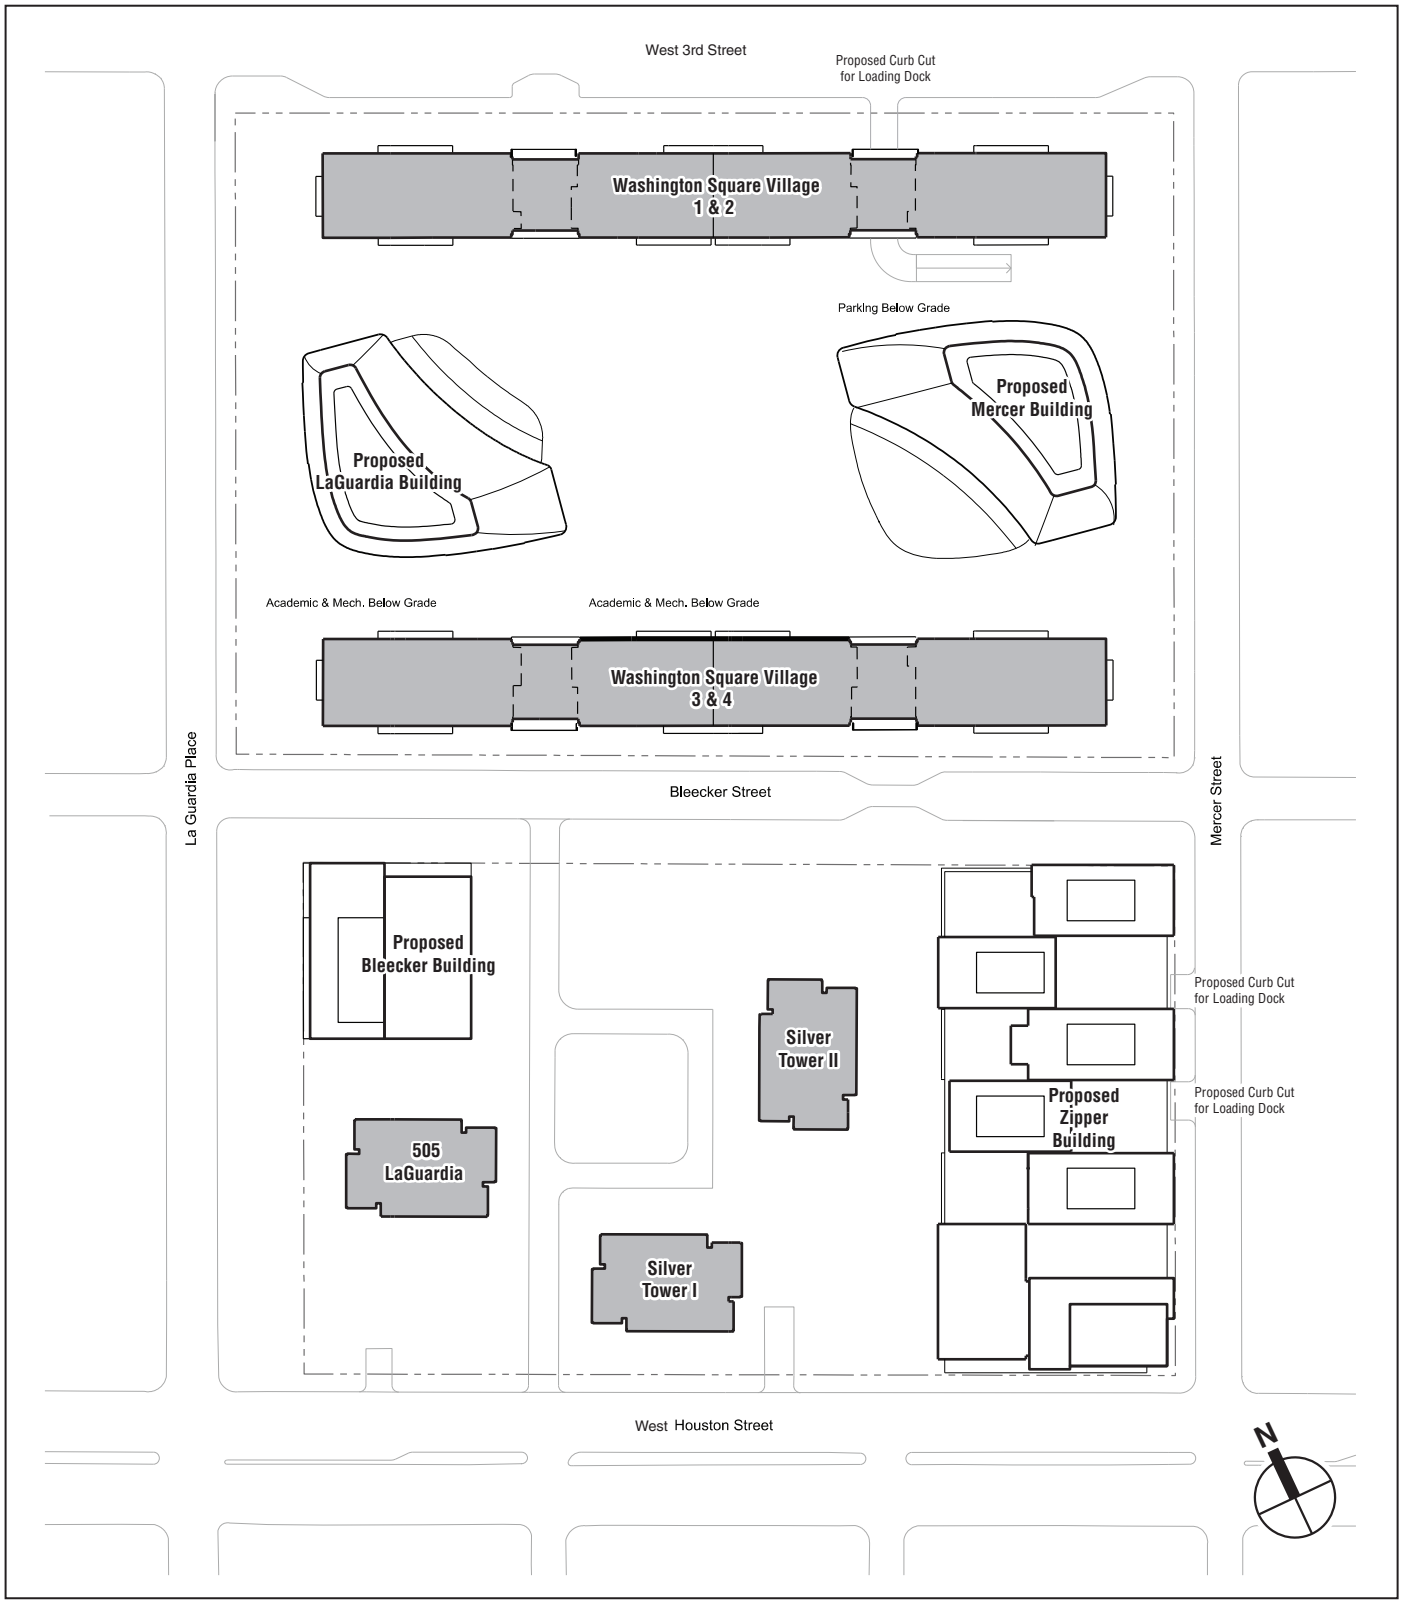 West 3rd Street
Proposed Curb Cut
for Loading Dock
Washington Square Village
1 & 2
Parking Below Grade
Proposed
Mercer Building
Proposed
LaGuardia Building
Academic & Mech. Below Grade
Academic & Mech. Below Grade
Washington Square Village
3 & 4
La Guardia Place
Bleecker Street
Mercer Street
Proposed
Bleecker Building
Proposed Curb Cut
for Loading Dock
Silver
Tower II
Proposed
Zipper
Building
Proposed Curb Cut
for Loading Dock
505
LaGuardia
Silver
Tower I
West Houston Street
N